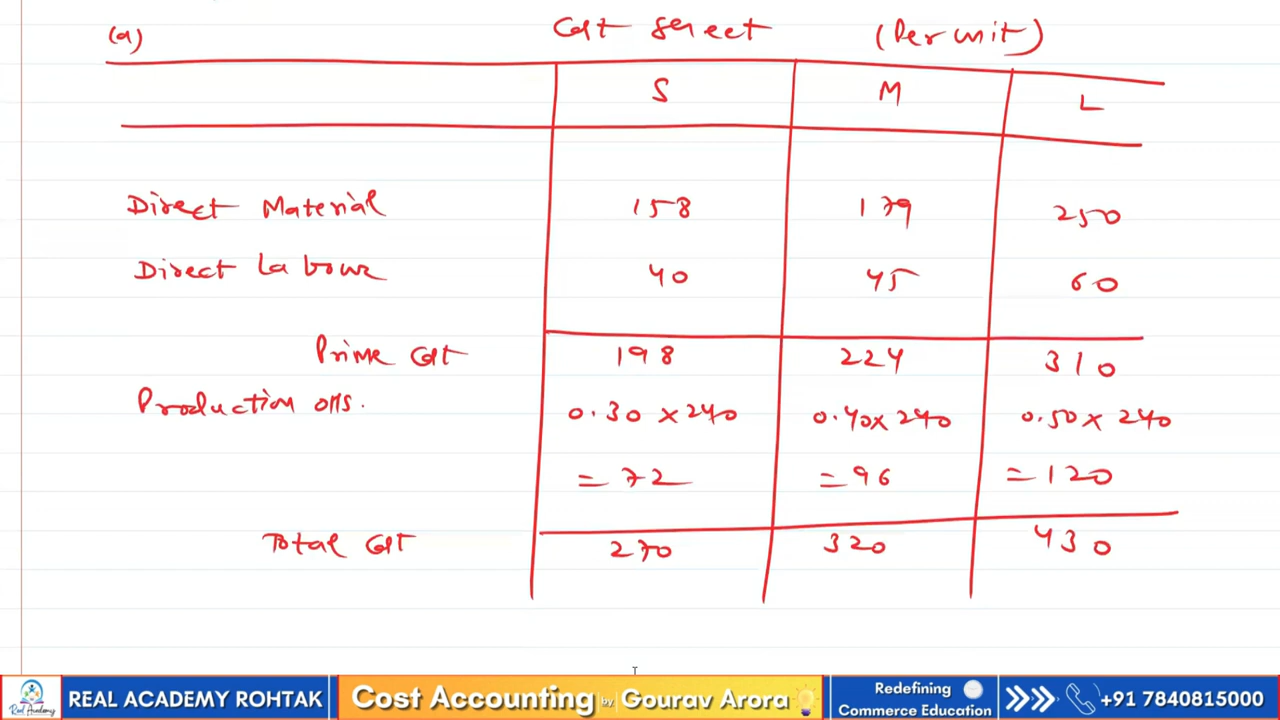 (a) Cost Sheet (Per unit)
S M L
Direct Material 158 179 250
Direct Labour 40 45 60
Prime Cost 198 224 310
Production OHs. 0.30 x 240 0.40 x 240 0.50 x 240
= 72 = 96 = 120
Total Cost 270 320 430
Real Academy
REAL ACADEMY ROHTAK
Cost Accounting by: Gourav Arora
Redefining
Commerce Education
+91 7840815000